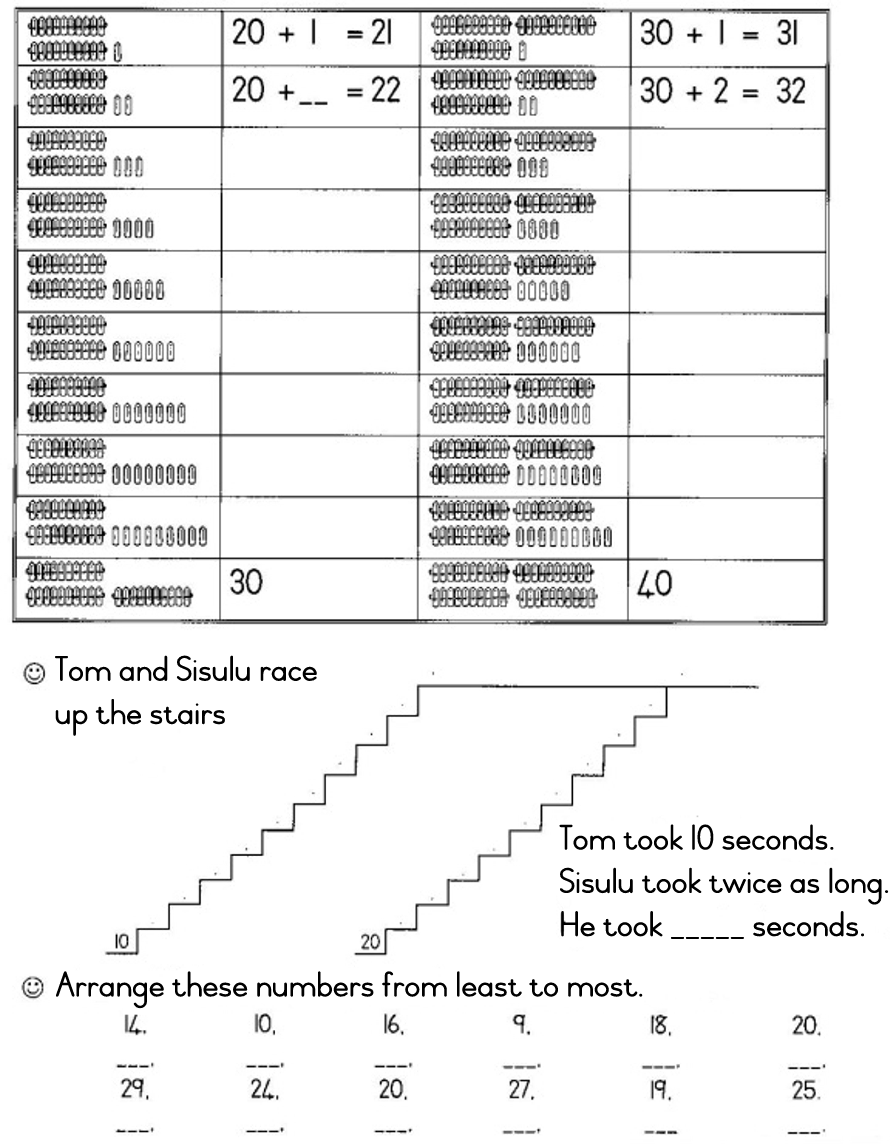 20 + 1 = 21 30 + 1 = 31
20 + __ = 22 30 + 2 = 32
30 40
Tom and Sisulu race
up the stairs
Tom took 10 seconds.
Sisulu took twice as long.
He took _____ seconds.
10 20
Arrange these numbers from least to most.
14. 10, 16, 9. 18, 20.
___, ___, ___, ___. ___, ___.
29, 24, 20, 27. 19. 25.
___, ___, ___, ___, ___ ___.